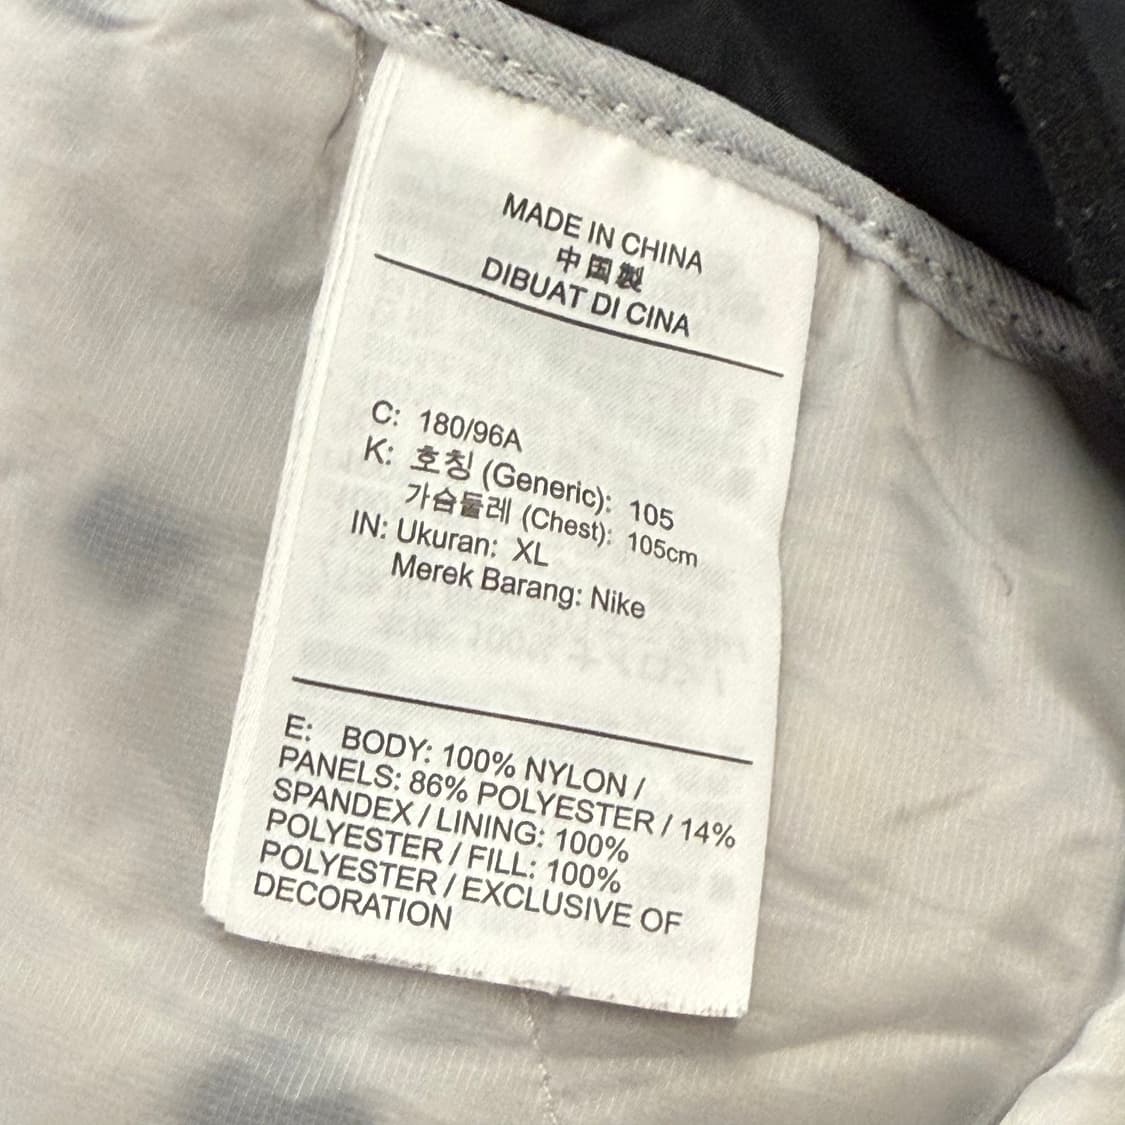 MADE IN CHINA
中国製
DIBUAT DI CINA
C: 180/96A
K: 호칭 (Generic): 105
가슴둘레 (Chest): 105cm
IN: Ukuran: XL
Merek Barang: Nike
E: BODY: 100% NYLON /
PANELS: 86% POLYESTER / 14%
SPANDEX / LINING: 100%
POLYESTER / FILL: 100%
POLYESTER / EXCLUSIVE OF
DECORATION